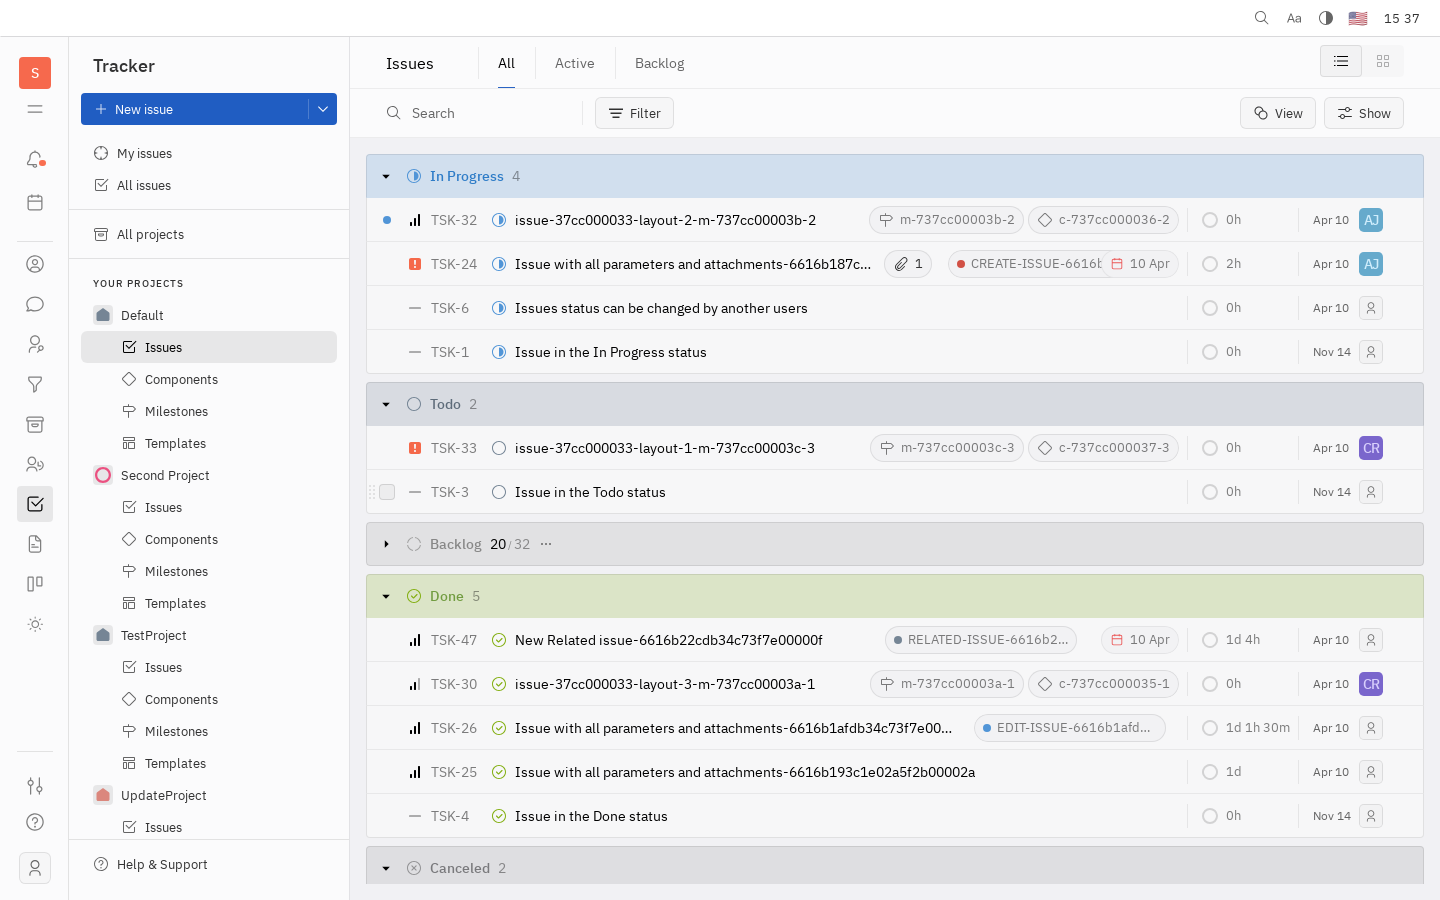 Aa
15 37
S
Tracker
New issue
My issues
All issues
All projects
YOUR PROJECTS
Default
Issues
Components
Milestones
Templates
Second Project
Issues
Components
Milestones
Templates
TestProject
Issues
Components
Milestones
Templates
UpdateProject
Issues
Help & Support
Issues
All
Active
Backlog
Search
Filter
View
Show
In Progress 4
TSK-32 issue-37cc000033-layout-2-m-737cc00003b-2 m-737cc00003b-2 c-737cc000036-2 0h Apr 10 AJ
TSK-24 Issue with all parameters and attachments-6616b187c... 1 CREATE-ISSUE-6616b 10 Apr 2h Apr 10 AJ
TSK-6 Issues status can be changed by another users 0h Apr 10
TSK-1 Issue in the In Progress status 0h Nov 14
Todo 2
TSK-33 issue-37cc000033-layout-1-m-737cc00003c-3 m-737cc00003c-3 c-737cc000037-3 0h Apr 10 CR
TSK-3 Issue in the Todo status 0h Nov 14
Backlog 20/32 ...
Done 5
TSK-47 New Related issue-6616b22cdb34c73f7e00000f RELATED-ISSUE-6616b2... 10 Apr 1d 4h Apr 10
TSK-30 issue-37cc000033-layout-3-m-737cc00003a-1 m-737cc00003a-1 c-737cc000035-1 0h Apr 10 CR
TSK-26 Issue with all parameters and attachments-6616b1afdb34c73f7e00... EDIT-ISSUE-6616b1afd... 1d 1h 30m Apr 10
TSK-25 Issue with all parameters and attachments-6616b193c1e02a5f2b00002a 1d Apr 10
TSK-4 Issue in the Done status 0h Nov 14
Canceled 2